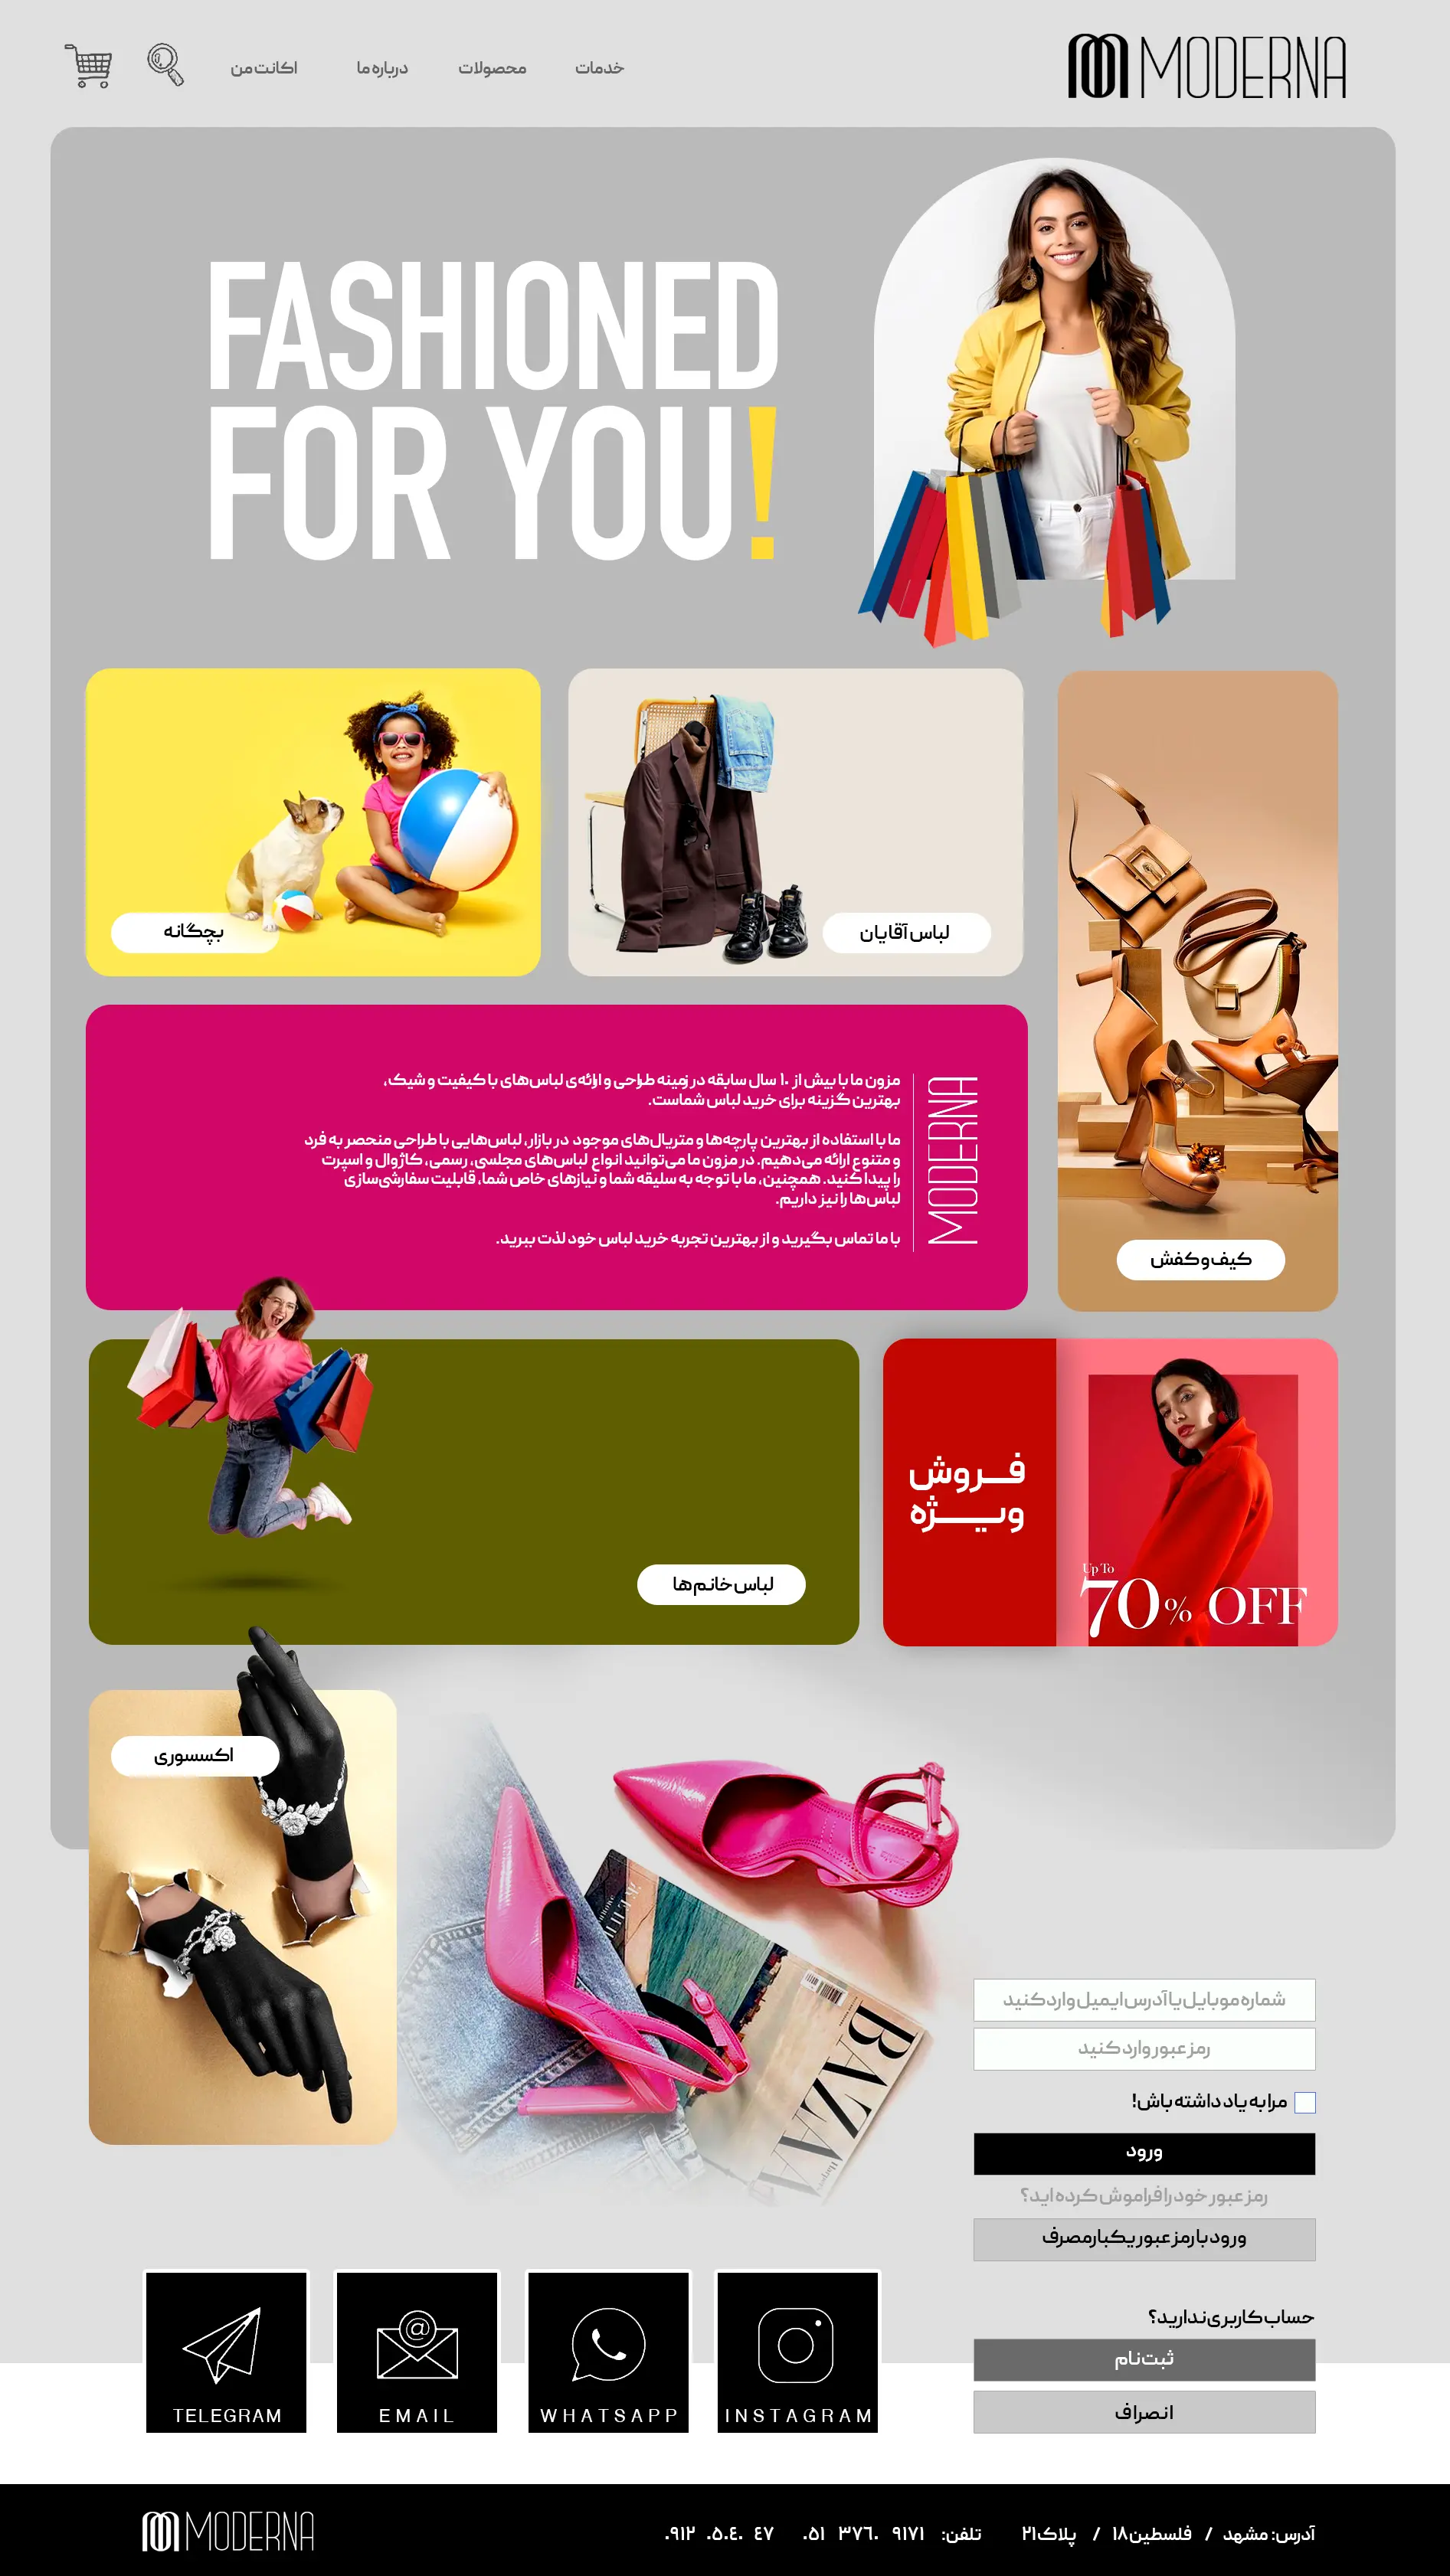 MODERNA
خدمات
محصولات
درباره ما
اکانت من
FASHIONED
FOR YOU!
بچگانه
لباس آقایان
کیف و کفش
MODERNA
مزون ما با بیش از ۱۰ سال سابقه در زمینه طراحی و ارائه‌ی لباس‌های با کیفیت و شیک،
بهترین گزینه برای خرید لباس شماست.
ما با استفاده از بهترین پارچه‌ها و متریال‌های موجود در بازار، لباس‌هایی با طراحی منحصر به فرد
و متنوع ارائه می‌دهیم. در مزون ما می‌توانید انواع لباس‌های مجلسی، رسمی، کاژوال و اسپرت
را پیدا کنید. همچنین، ما با توجه به سلیقه شما و نیازهای خاص شما، قابلیت سفارشی‌سازی
لباس‌ها را نیز داریم.
با ما تماس بگیرید و از بهترین تجربه خرید لباس خود لذت ببرید.
فروش
ویژه
Up To
70% OFF
لباس خانم ها
اکسسوری
BAZA
شماره موبایل یا آدرس ایمیل وارد کنید
رمز عبور وارد کنید
مرا به یاد داشته باش!
ورود
رمز عبور خود را فراموش کرده اید؟
ورود با رمز عبور یکبار مصرف
حساب کاربری ندارید؟
ثبت نام
انصراف
TELEGRAM
EMAIL
WHATSAPP
INSTAGRAM
آدرس: مشهد / فلسطین ۱۸ / پلاک ۲۱ تلفن: ۹۱۷۱ ۳۷۶۰ ۰۵۱ ۴۷ ۰۵۰۴۰ ۰۹۱۲
MODERNA